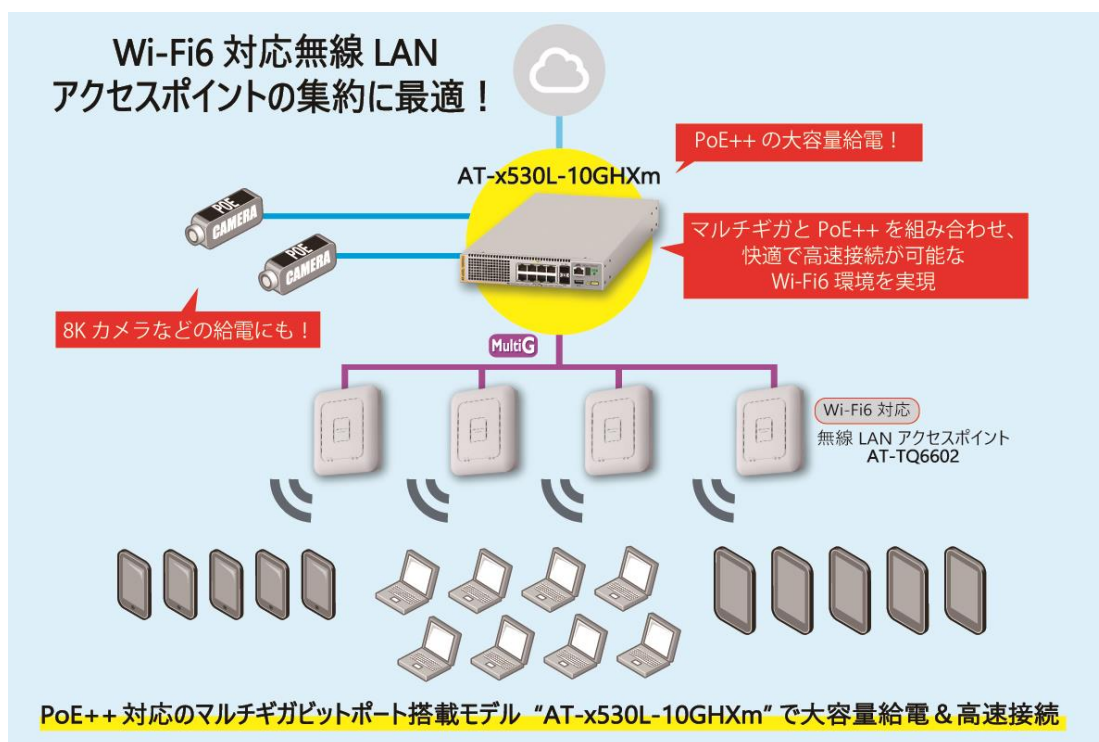 Wi-Fi6 対応無線 LAN
アクセスポイントの集約に最適！
PoE++ の大容量給電！
AT-x530L-10GHXm
POE
CAMERA
POE
CAMERA
マルチギガと PoE++ を組み合わせ、
快適で高速接続が可能な
Wi-Fi6 環境を実現
8K カメラなどの給電にも！
MultiG
Wi-Fi6 対応
無線 LAN アクセスポイント
AT-TQ6602
PoE++ 対応のマルチギガビットポート搭載モデル “AT-x530L-10GHXm” で大容量給電＆高速接続